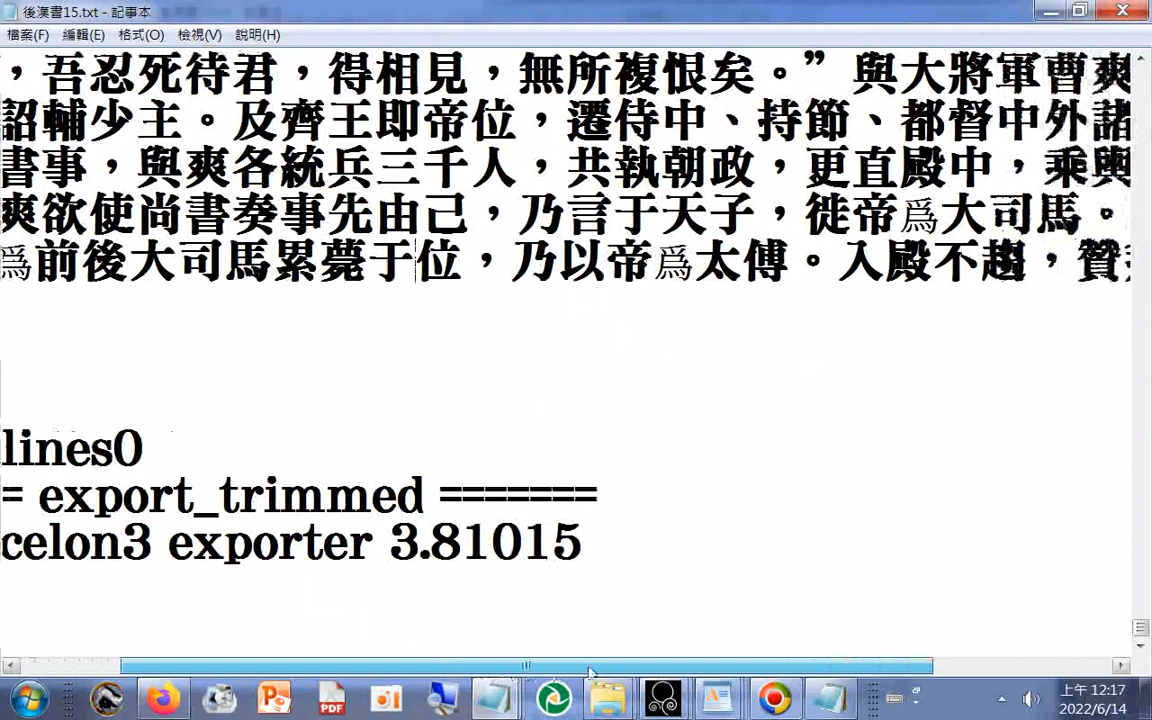 後漢書15.txt - 記事本
檔案(F) 編輯(E) 格式(O) 檢視(V) 說明(H)
，吾忍死待君，得相見，無所複恨矣。”與大將軍曹爽
詔輔少主。及齊王即帝位，遷侍中、持節、都督中外諸
書事，與爽各統兵三千人，共執朝政，更直殿中，乘輿
爽欲使尚書奏事先由己，乃言于天子，徙帝爲大司馬。
爲前後大司馬累薨于位，乃以帝爲太傅。入殿不趨，贊
lines0
= export_trimmed =======
celon3 exporter 3.81015
PDF
上午 12:17
2022/6/14